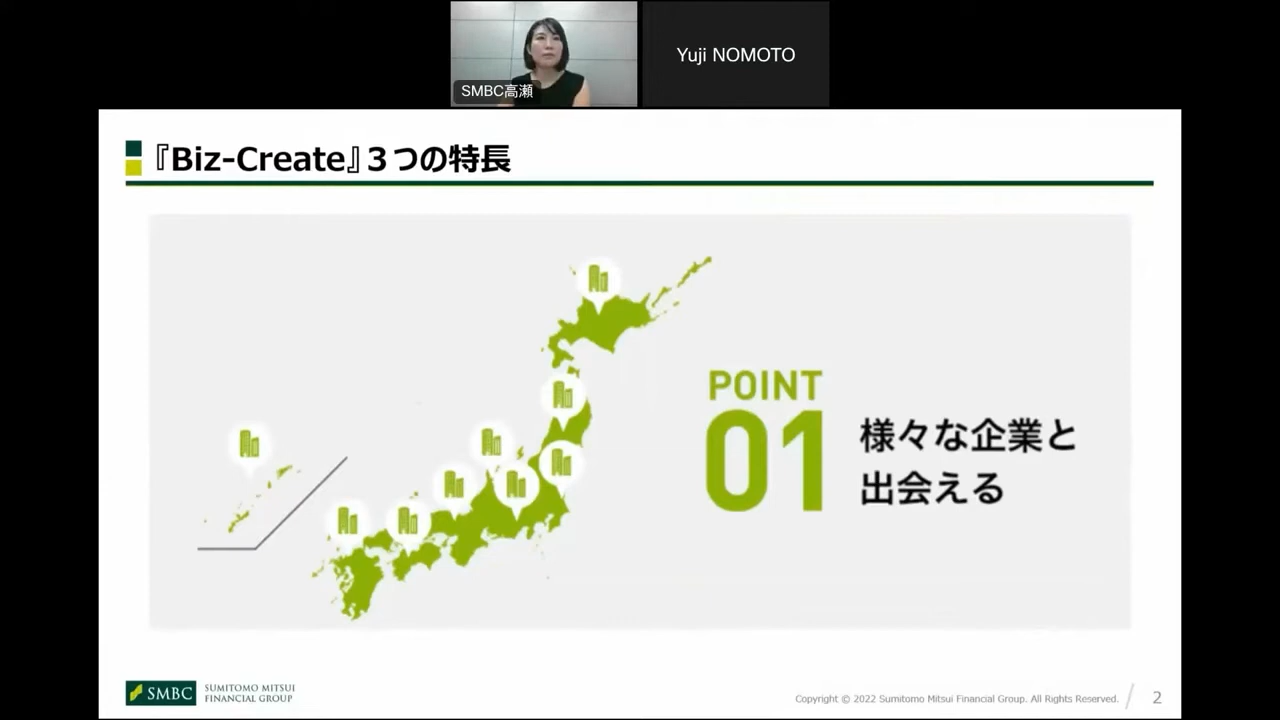 SMBC高瀬
Yuji NOMOTO
『Biz-Create』３つの特長
POINT
01
様々な企業と
出会える
SMBC
SUMITOMO MITSUI
FINANCIAL GROUP
Copyright © 2022 Sumitomo Mitsui Financial Group. All Rights Reserved.
2